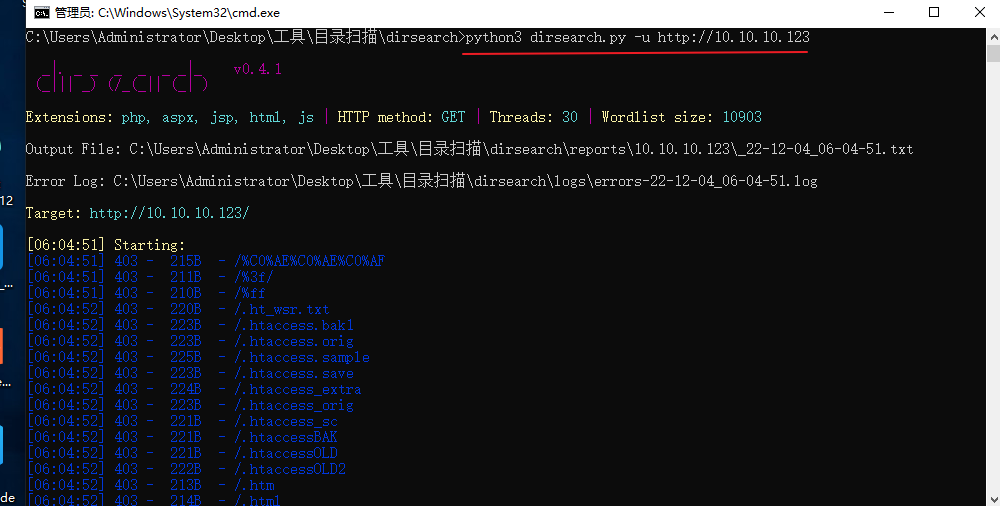 管理员: C:\Windows\System32\cmd.exe
C:\Users\Administrator\Desktop\工具\目录扫描\dirsearch>python3 dirsearch.py -u http://10.10.10.123
dirsearch v0.4.1
Extensions: php, aspx, jsp, html, js | HTTP method: GET | Threads: 30 | Wordlist size: 10903
Output File: C:\Users\Administrator\Desktop\工具\目录扫描\dirsearch\reports\10.10.10.123\_22-12-04_06-04-51.txt
Error Log: C:\Users\Administrator\Desktop\工具\目录扫描\dirsearch\logs\errors-22-12-04_06-04-51.log
Target: http://10.10.10.123/
[06:04:51] Starting:
[06:04:51] 403 -  215B  - /%C0%AE%C0%AE%C0%AF
[06:04:51] 403 -  211B  - /%3f/
[06:04:51] 403 -  210B  - /%ff
[06:04:52] 403 -  220B  - /.ht_wsr.txt
[06:04:52] 403 -  223B  - /.htaccess.bak1
[06:04:52] 403 -  223B  - /.htaccess.orig
[06:04:52] 403 -  225B  - /.htaccess.sample
[06:04:52] 403 -  223B  - /.htaccess.save
[06:04:52] 403 -  224B  - /.htaccess_extra
[06:04:52] 403 -  223B  - /.htaccess_orig
[06:04:52] 403 -  221B  - /.htaccess_sc
[06:04:52] 403 -  221B  - /.htaccessBAK
[06:04:52] 403 -  221B  - /.htaccessOLD
[06:04:52] 403 -  222B  - /.htaccessOLD2
[06:04:52] 403 -  213B  - /.htm
[06:04:52] 403 -  214B  - /.html
12
de